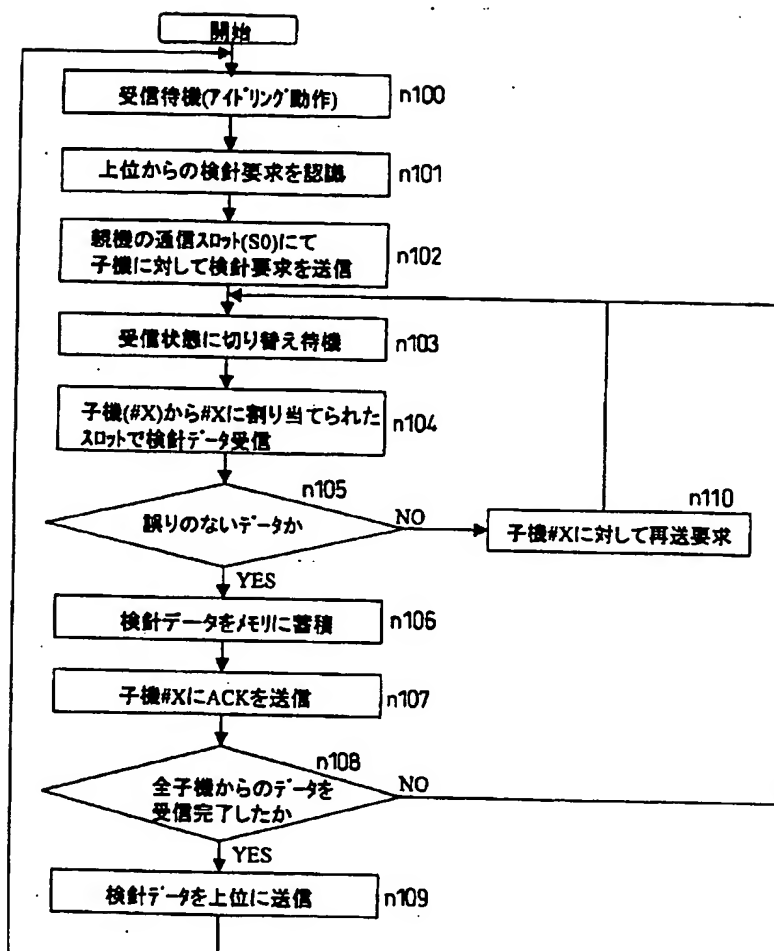 開始
受信待機(アイドリング動作)
n100
上位からの検針要求を認識
n101
親機の通信スロット(S0)にて
子機に対して検針要求を送信
n102
受信状態に切り替え待機
n103
子機(#X)から#Xに割り当てられた
スロットで検針データ受信
n104
n105
誤りのないデータか
NO
n110
子機#Xに対して再送要求
YES
検針データをメモリに蓄積
n106
子機#XにACKを送信
n107
n108
全子機からのデータを
受信完了したか
NO
YES
検針データを上位に送信
n109